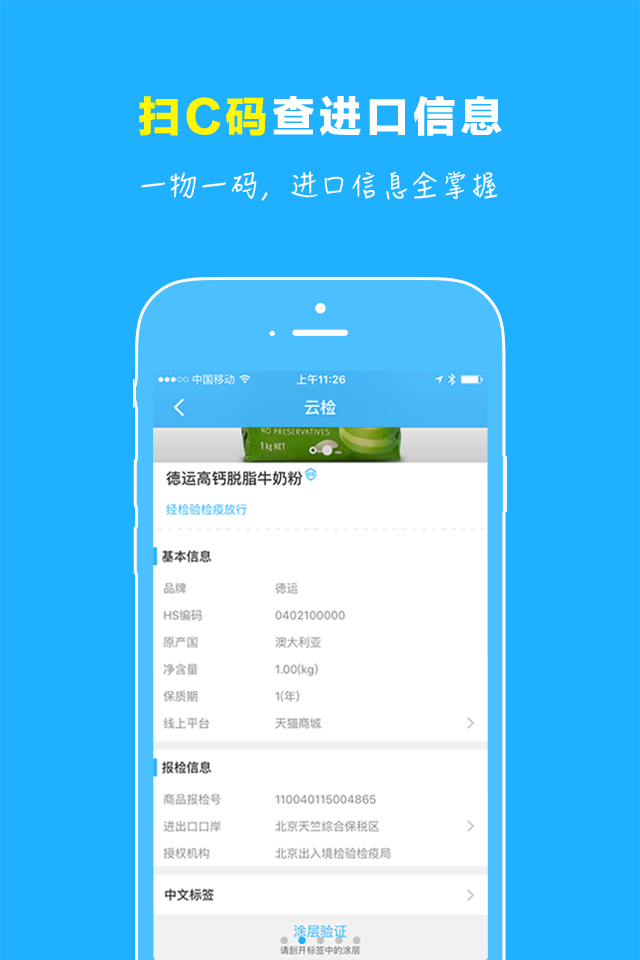 扫C码查进口信息
一物一码，进口信息全掌握
中国移动 上午11:26
云检
NO PRESERVATIVES
1 kg NET
德运高钙脱脂牛奶粉
经检验检疫放行
基本信息
品牌 德运
HS编码 0402100000
原产国 澳大利亚
净含量 1.00(kg)
保质期 1(年)
线上平台 天猫商城
报检信息
商品报检号 110040115004865
进出口口岸 北京天竺综合保税区
授权机构 北京出入境检验检疫局
中文标签
涂层验证
请刮开标签中的涂层